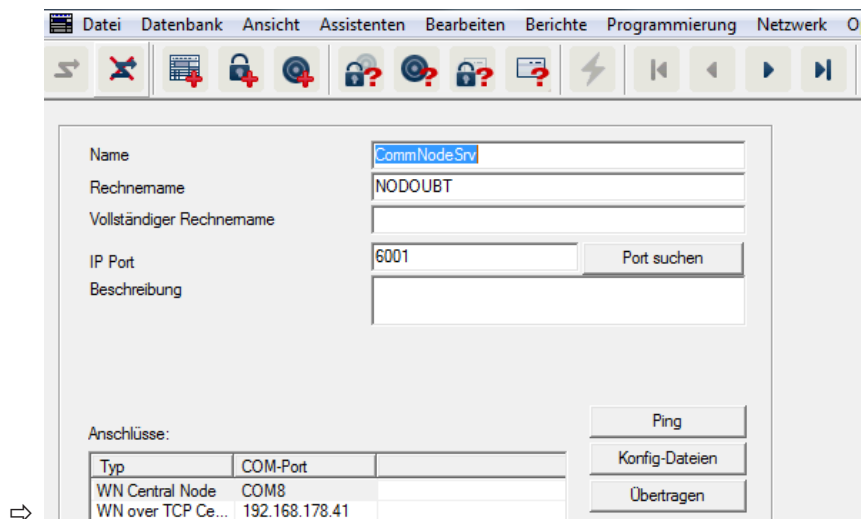 Datei Datenbank Ansicht Assistenten Bearbeiten Berichte Programmierung Netzwerk
Name CommNodeSrv
Rechnername NODOUBT
Vollständiger Rechnername
IP Port 6001 Port suchen
Beschreibung
Ping
Anschlüsse:
Konfig-Dateien
Typ COM-Port
WN Central Node COM8
Übertragen
WN over TCP Ce... 192.168.178.41